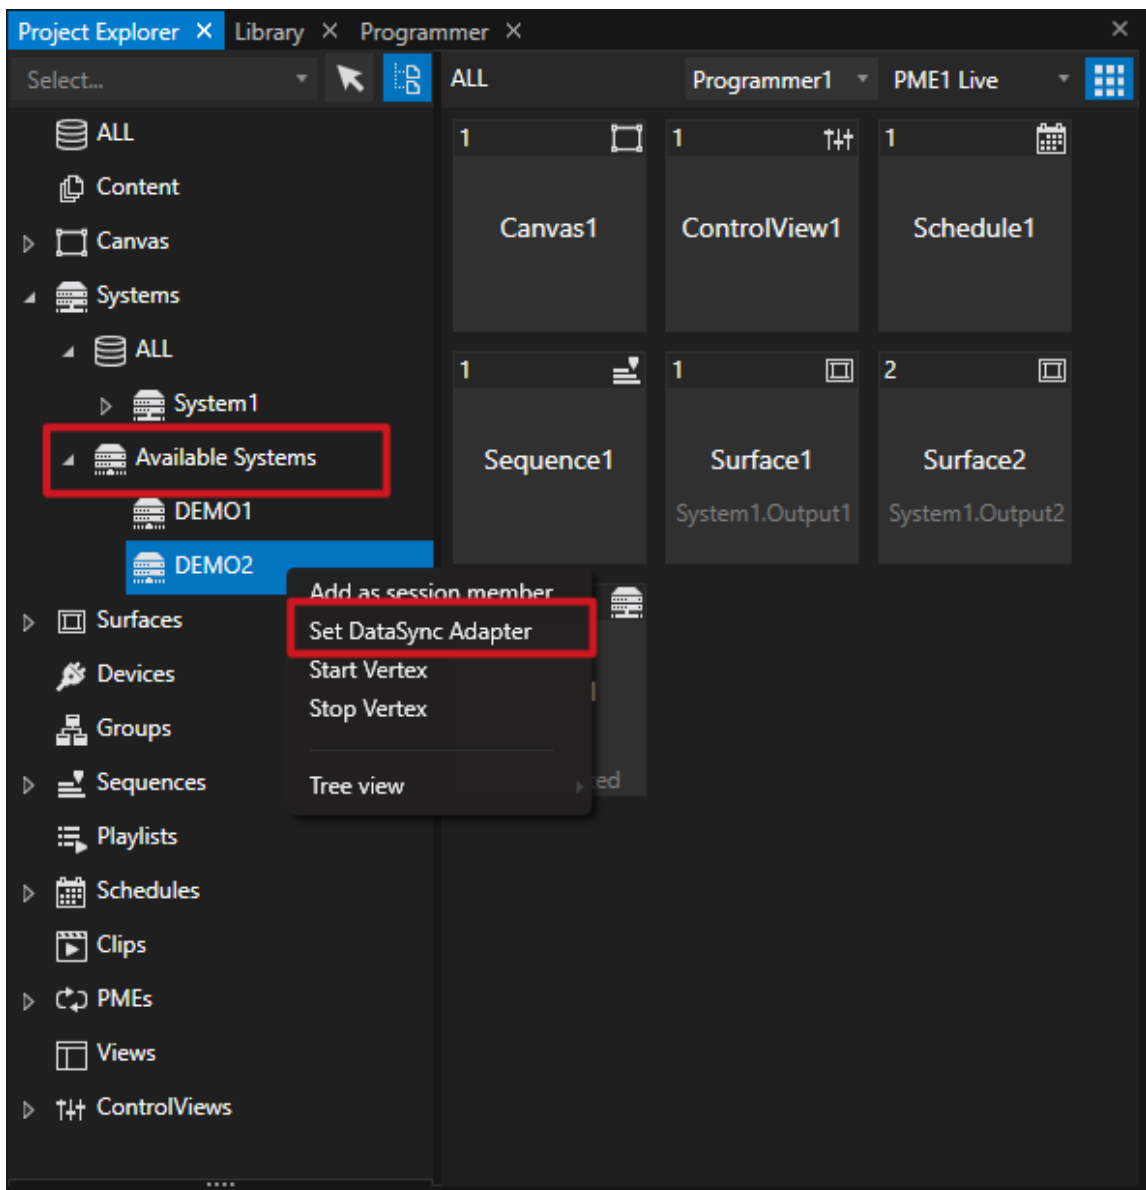 Project Explorer Library Programmer
Select... ALL Programmer1 PME1 Live
ALL
Content
Canvas
Systems
ALL
System1
Available Systems
DEMO1
DEMO2
Surfaces
Devices
Groups
Sequences
Playlists
Schedules
Clips
PMEs
Views
ControlViews
1 1 1
Canvas1 ControlView1 Schedule1
1 1 2
Sequence1 Surface1 Surface2
System1.Output1 System1.Output2
Add as session member
Set DataSync Adapter
Start Vertex
Stop Vertex
Tree view